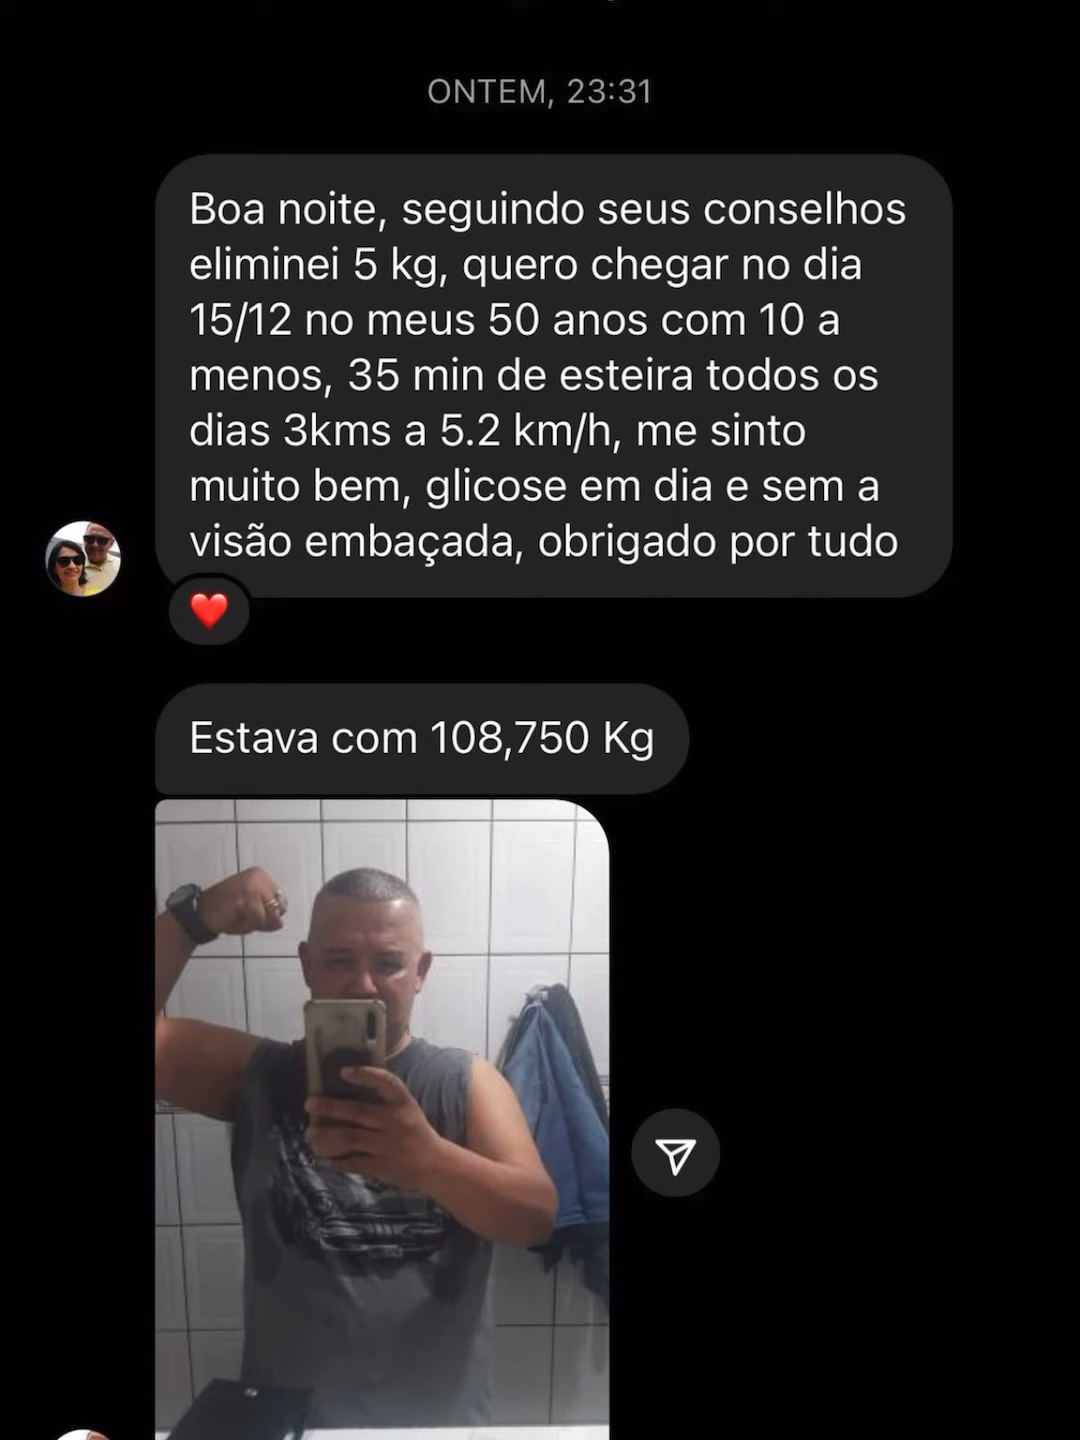 ONTEM, 23:31
Boa noite, seguindo seus conselhos
eliminei 5 kg, quero chegar no dia
15/12 no meus 50 anos com 10 a
menos, 35 min de esteira todos os
dias 3kms a 5.2 km/h, me sinto
muito bem, glicose em dia e sem a
visão embaçada, obrigado por tudo
Estava com 108,750 Kg